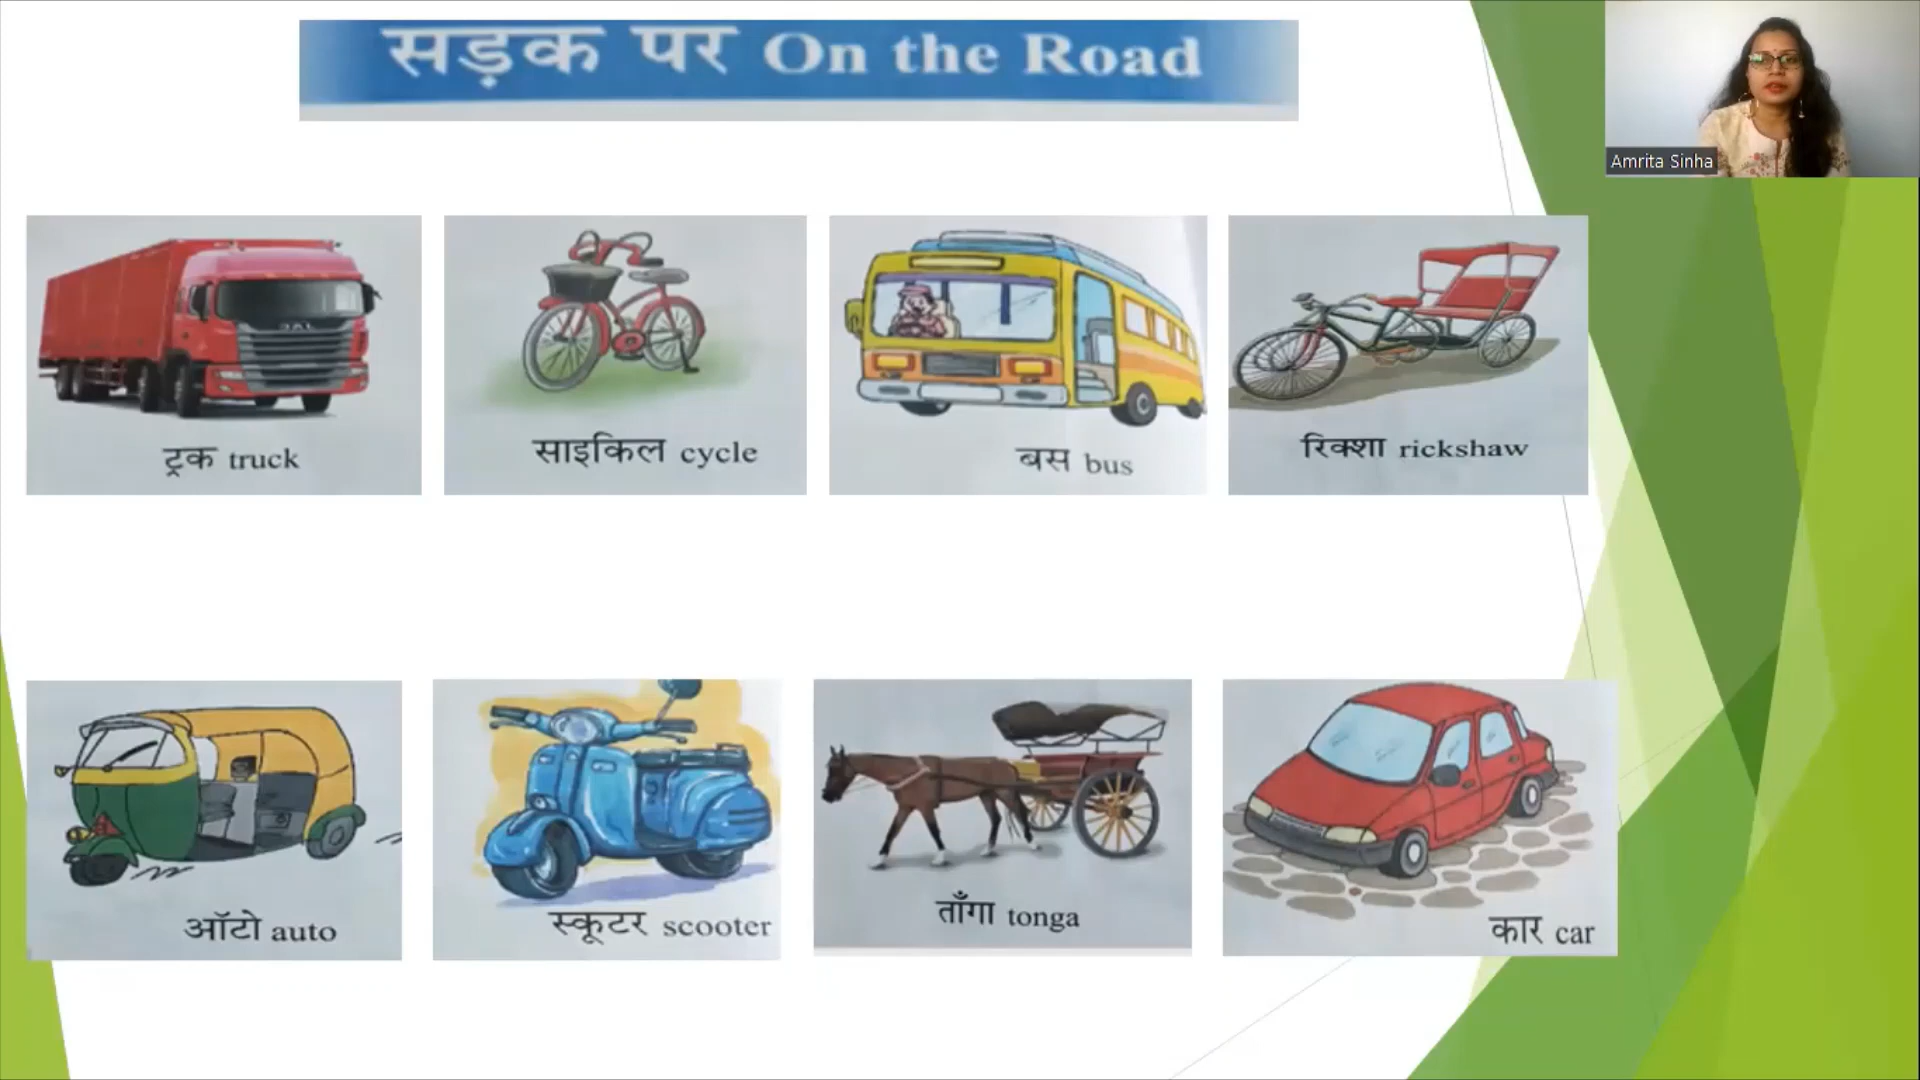 सड़क पर On the Road
Amrita Sinha
ट्रक truck
साइकिल cycle
बस bus
रिक्शा rickshaw
ऑटो auto
स्कूटर scooter
ताँगा tonga
कार car